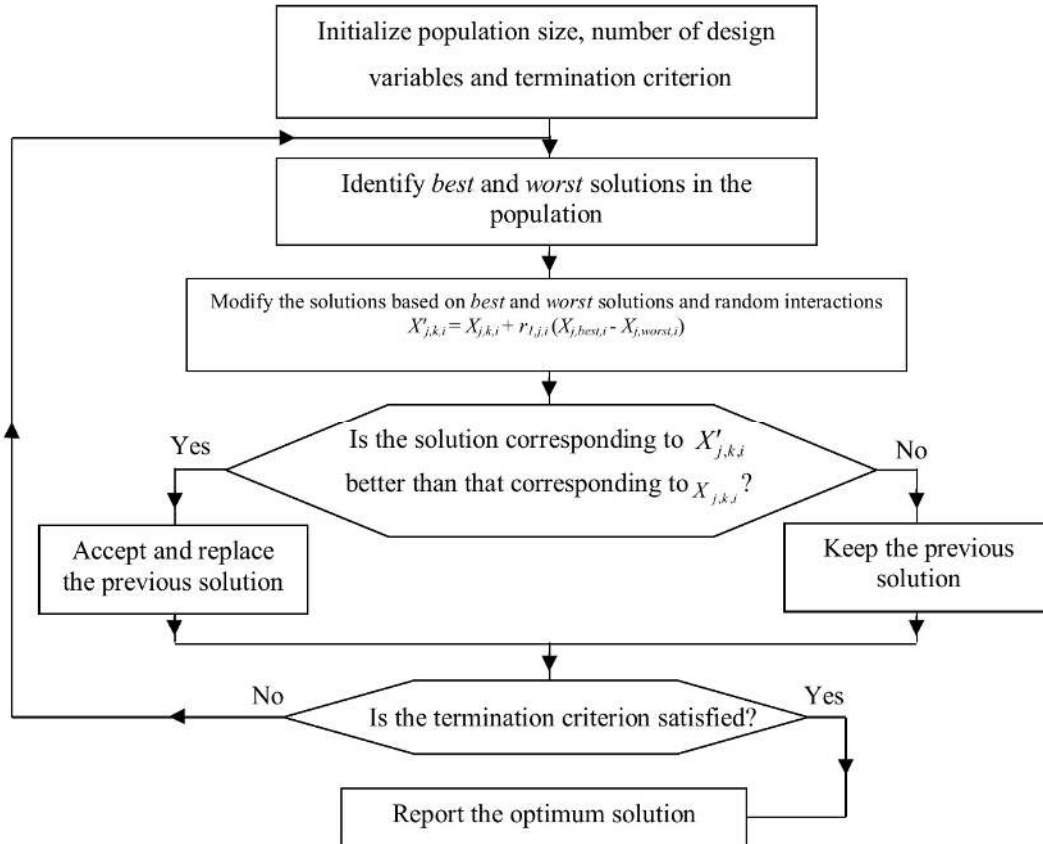 Initialize population size, number of design
variables and termination criterion
Identify best and worst solutions in the
population
Modify the solutions based on best and worst solutions and random interactions
X'j,k,i = Xj,k,i + r1,j,i (Xj,best,i - Xj,worst,i)
Yes
Is the solution corresponding to X'j,k,i
better than that corresponding to Xj,k,i?
No
Accept and replace
the previous solution
Keep the previous
solution
No
Is the termination criterion satisfied?
Yes
Report the optimum solution